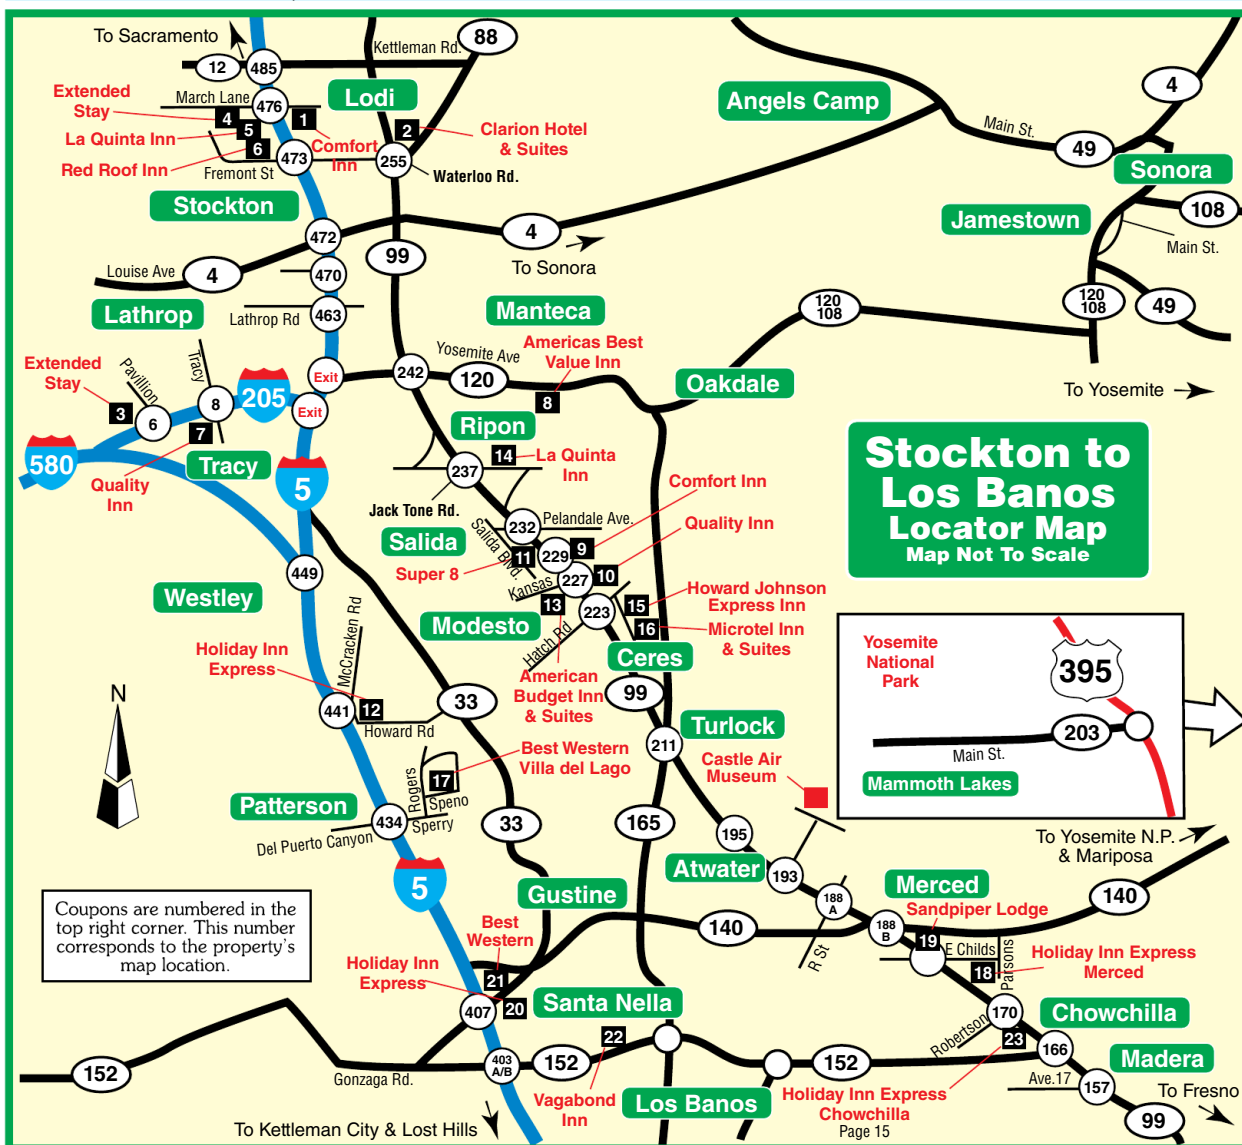 To Sacramento
Kettleman Rd.
88
12
485
Extended
Stay
March Lane
476
Lodi
4
5
1
2
La Quinta Inn
Red Roof Inn
6
Comfort
Inn
Clarion Hotel
& Suites
Fremont St
473
255
Waterloo Rd.
Stockton
472
4
To Sonora
99
Louise Ave
4
470
Lathrop
Lathrop Rd
463
Angels Camp
Main St.
49
4
Sonora
108
Jamestown
Main St.
120
108
49
To Yosemite
Manteca
120
108
Americas Best
Value Inn
Yosemite Ave
242
120
8
Oakdale
Exit
Exit
Extended
Stay
Pavillion
Tracy
3
6
8
205
7
580
Tracy
Quality
Inn
5
Ripon
14
La Quinta
Inn
237
Jack Tone Rd.
Comfort Inn
232
Pelandale Ave.
Quality Inn
Salida
Salida Blvd.
11
229
9
Super 8
227
10
Kansas
13
223
15
Howard Johnson
Express Inn
16
Microtel Inn
& Suites
Modesto
Hatch Rd
Ceres
American
Budget Inn
& Suites
99
Stockton to
Los Banos
Locator Map
Map Not To Scale
449
Westley
McCracken Rd
Holiday Inn
Express
12
441
Howard Rd
33
Yosemite
National
Park
395
203
Main St.
Mammoth Lakes
N
Turlock
211
Castle Air
Museum
Best Western
Villa del Lago
17
Rogers
Speno
Patterson
434
Sperry
Del Puerto Canyon
33
165
195
To Yosemite N.P.
& Mariposa
5
Atwater
193
188
A
R St
Merced
140
Sandpiper Lodge
188
B
19
E Childs
Parsons
18
Holiday Inn Express
Merced
Gustine
140
Coupons are numbered in the
top right corner. This number
corresponds to the property's
map location.
Best
Western
Holiday Inn
Express
21
20
407
Santa Nella
22
170
Robertson
23
Chowchilla
166
Madera
152
Gonzaga Rd.
403
A/B
152
152
Ave.17
157
To Fresno
99
Vagabond
Inn
Los Banos
Holiday Inn Express
Chowchilla
Page 15
To Kettleman City & Lost Hills